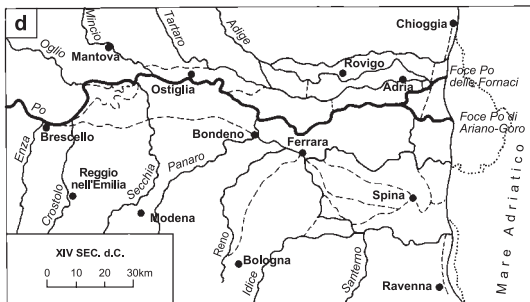 d
Mincio
Tartaro
Adige
Chioggia
Oglio
Mantova
Rovigo
Ostiglia
Adria
Foce Po
delle Fornaci
Po
Foce Po di
Ariano-Goro
Brescello
Bondeno
Ferrara
Enza
Panaro
Reggio
nell'Emilia
Secchia
Crostolo
Spina
Modena
Reno
Bologna
Idice
Santerno
Ravenna
Mare Adriatico
XIV SEC. d.C.
0 10 20 30km